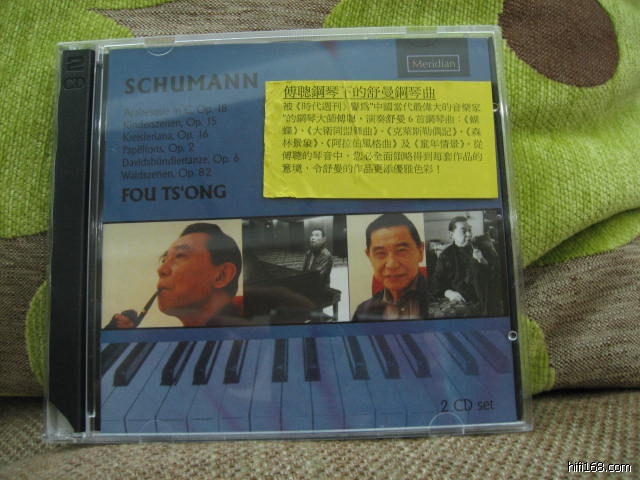 Meridian
SCHUMANN
Arabesque in C, Op. 18
Kinderszenen, Op. 15
Kreisleriana, Op. 16
Papillons, Op. 2
Davidsbündlertänze, Op. 6
Waldszenen, Op. 82
FOU TS'ONG
傅聰鋼琴下的舒曼鋼琴曲
被《時代週刊》譽為"中國當代最偉大的音樂家
"的鋼琴大師傅聰，演奏舒曼 6 首鋼琴曲：《蝴
蝶》、《大衛同盟舞曲》、《克萊斯勒偶記》、《森
林景象》、《阿拉伯風格曲》及《童年情景》。從
傅聰的琴音中，您必全面領略得到每套作品的
意境，令舒曼的作品更添優雅色彩！
2 CD set
hifi168.com